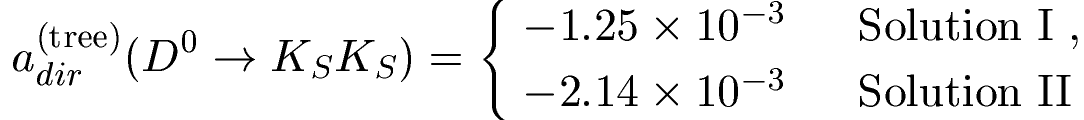 a_{dir}^{(tree)}(D^0 → K_S K_S) = { −1.25 × 10^{−3} Solution I ,
−2.14 × 10^{−3} Solution II